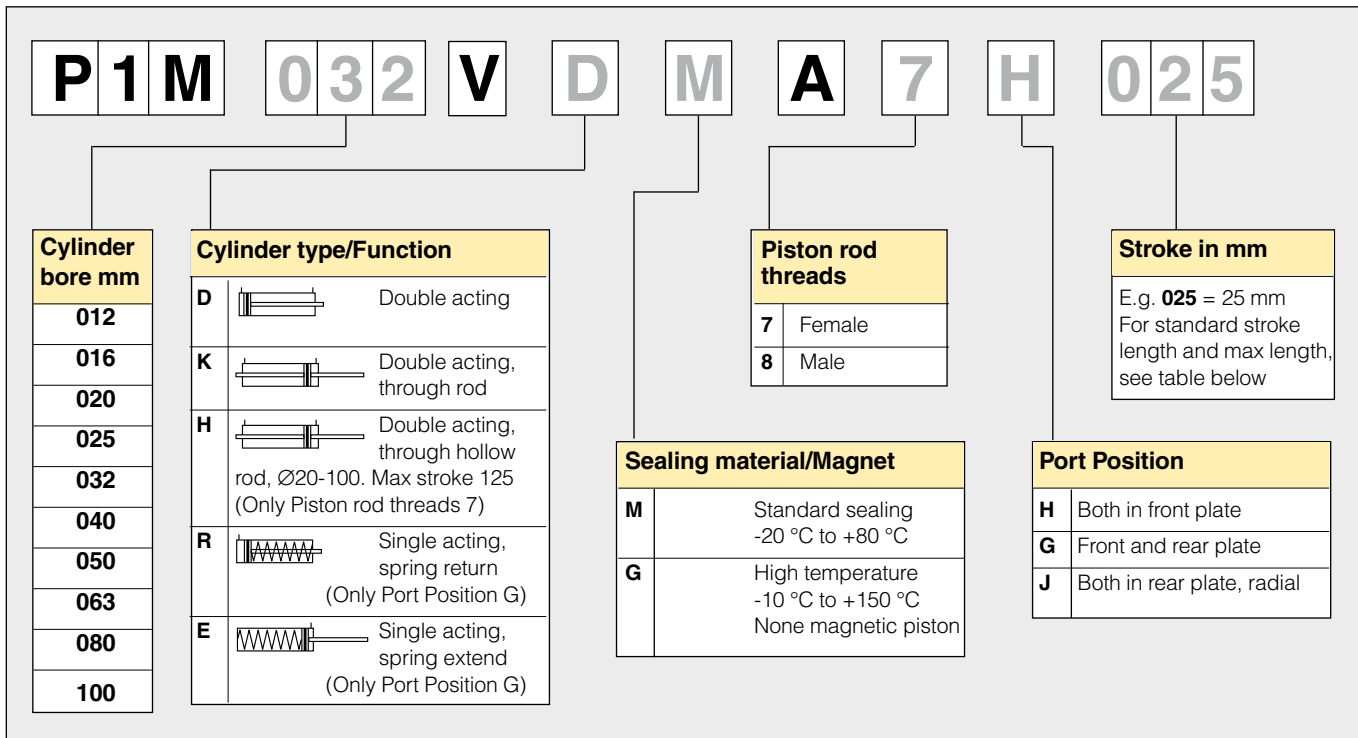 P1M 032 V D M A 7 H 025
Cylinder
bore mm
012
016
020
025
032
040
050
063
080
100
Cylinder type/Function
D Double acting
K Double acting,
through rod
H Double acting,
through hollow
rod, Ø20-100. Max stroke 125
(Only Piston rod threads 7)
R Single acting,
spring return
(Only Port Position G)
E Single acting,
spring extend
(Only Port Position G)
Sealing material/Magnet
M Standard sealing
-20 °C to +80 °C
G High temperature
-10 °C to +150 °C
None magnetic piston
Piston rod
threads
7 Female
8 Male
Port Position
H Both in front plate
G Front and rear plate
J Both in rear plate, radial
Stroke in mm
E.g. 025 = 25 mm
For standard stroke
length and max length,
see table below